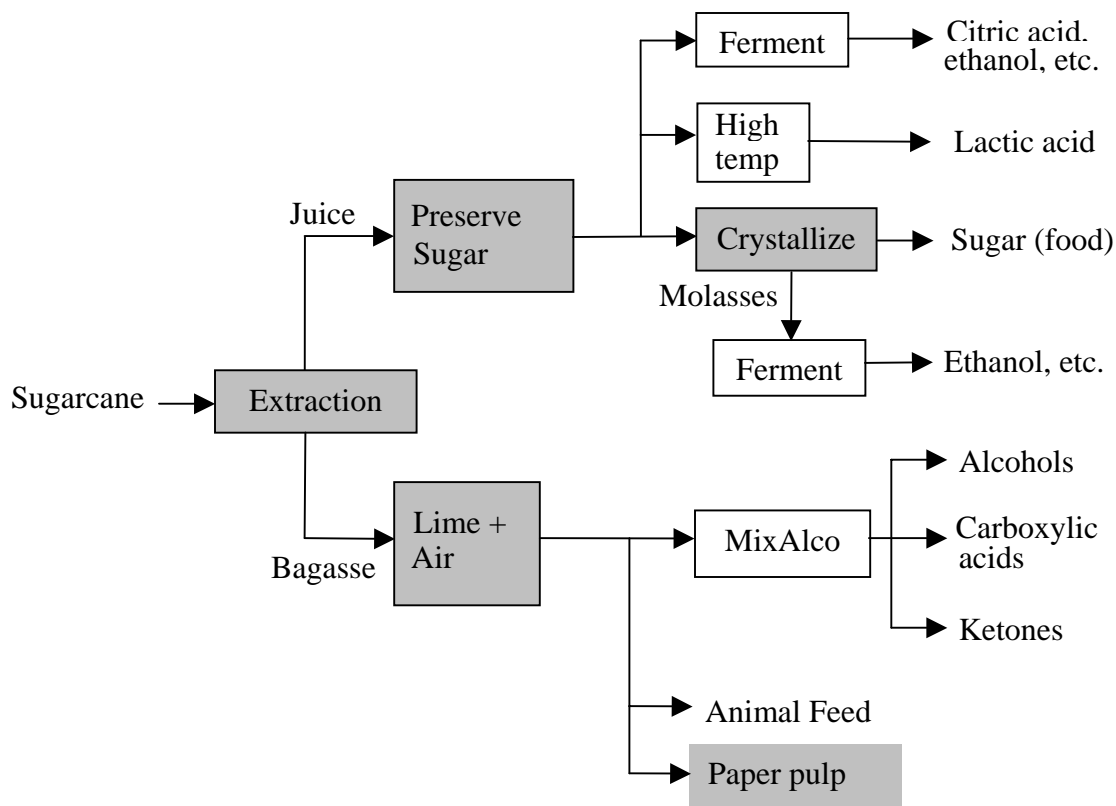 Ferment
Citric acid,
ethanol, etc.
High
temp
Lactic acid
Juice
Preserve
Sugar
Crystallize
Sugar (food)
Molasses
Ferment
Ethanol, etc.
Sugarcane
Extraction
Bagasse
Lime +
Air
MixAlco
Alcohols
Carboxylic
acids
Ketones
Animal Feed
Paper pulp